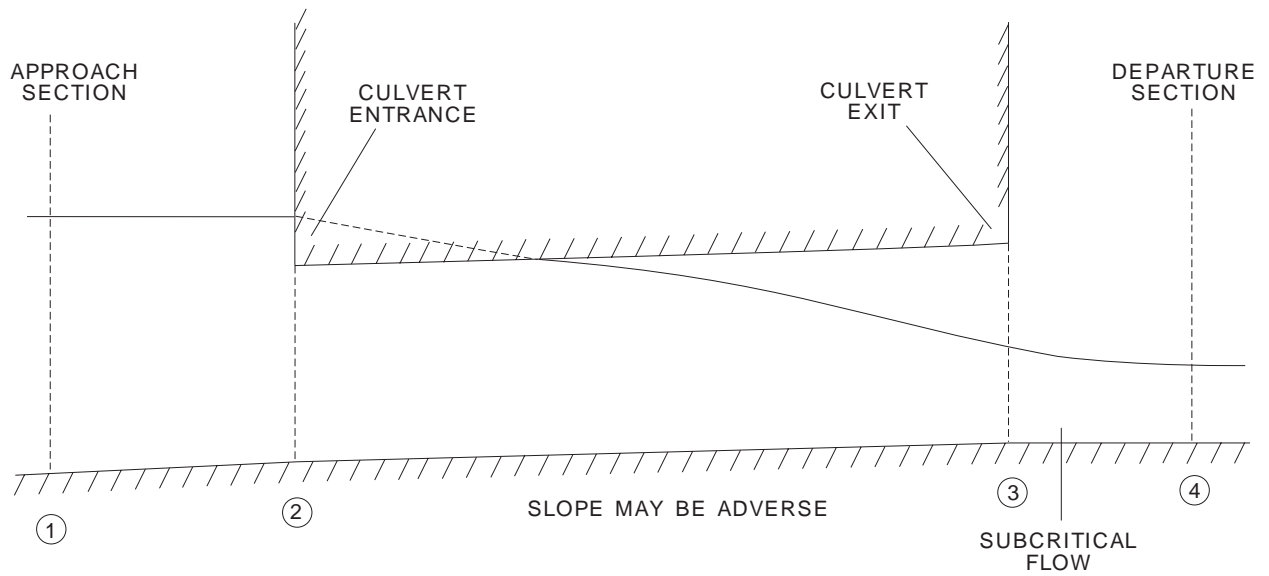 APPROACH
SECTION
CULVERT
ENTRANCE
CULVERT
EXIT
DEPARTURE
SECTION
1
2
SLOPE MAY BE ADVERSE
3
4
SUBCRITICAL
FLOW